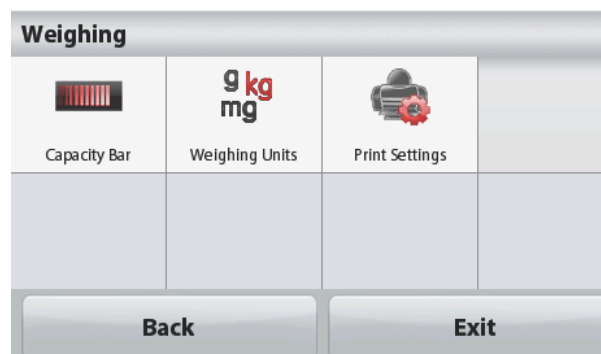 Weighing
g kg
mg
Capacity Bar
Weighing Units
Print Settings
Back
Exit